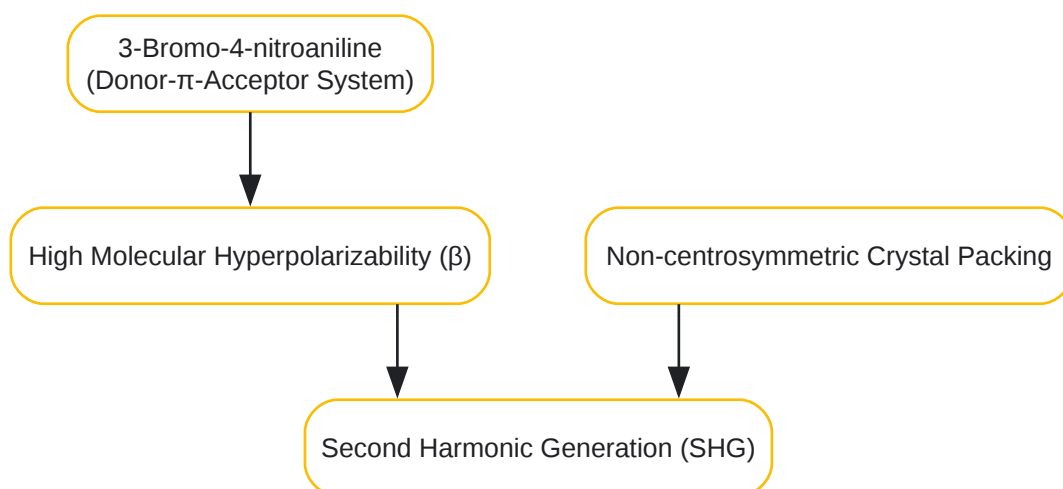 3-Bromo-4-nitroaniline
(Donor-π-Acceptor System)
High Molecular Hyperpolarizability (β)
Non-centrosymmetric Crystal Packing
Second Harmonic Generation (SHG)